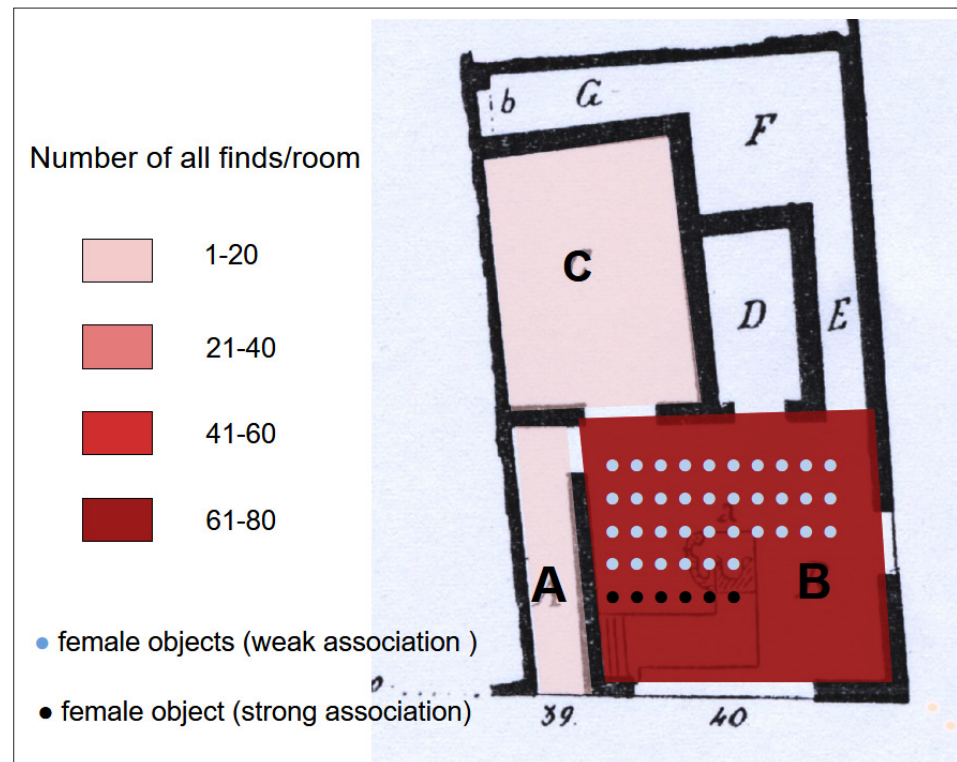 Number of all finds/room
1-20
21-40
41-60
61-80
female objects (weak association )
female object (strong association)
b
G
F
C
D
E
a
A
B
39
40